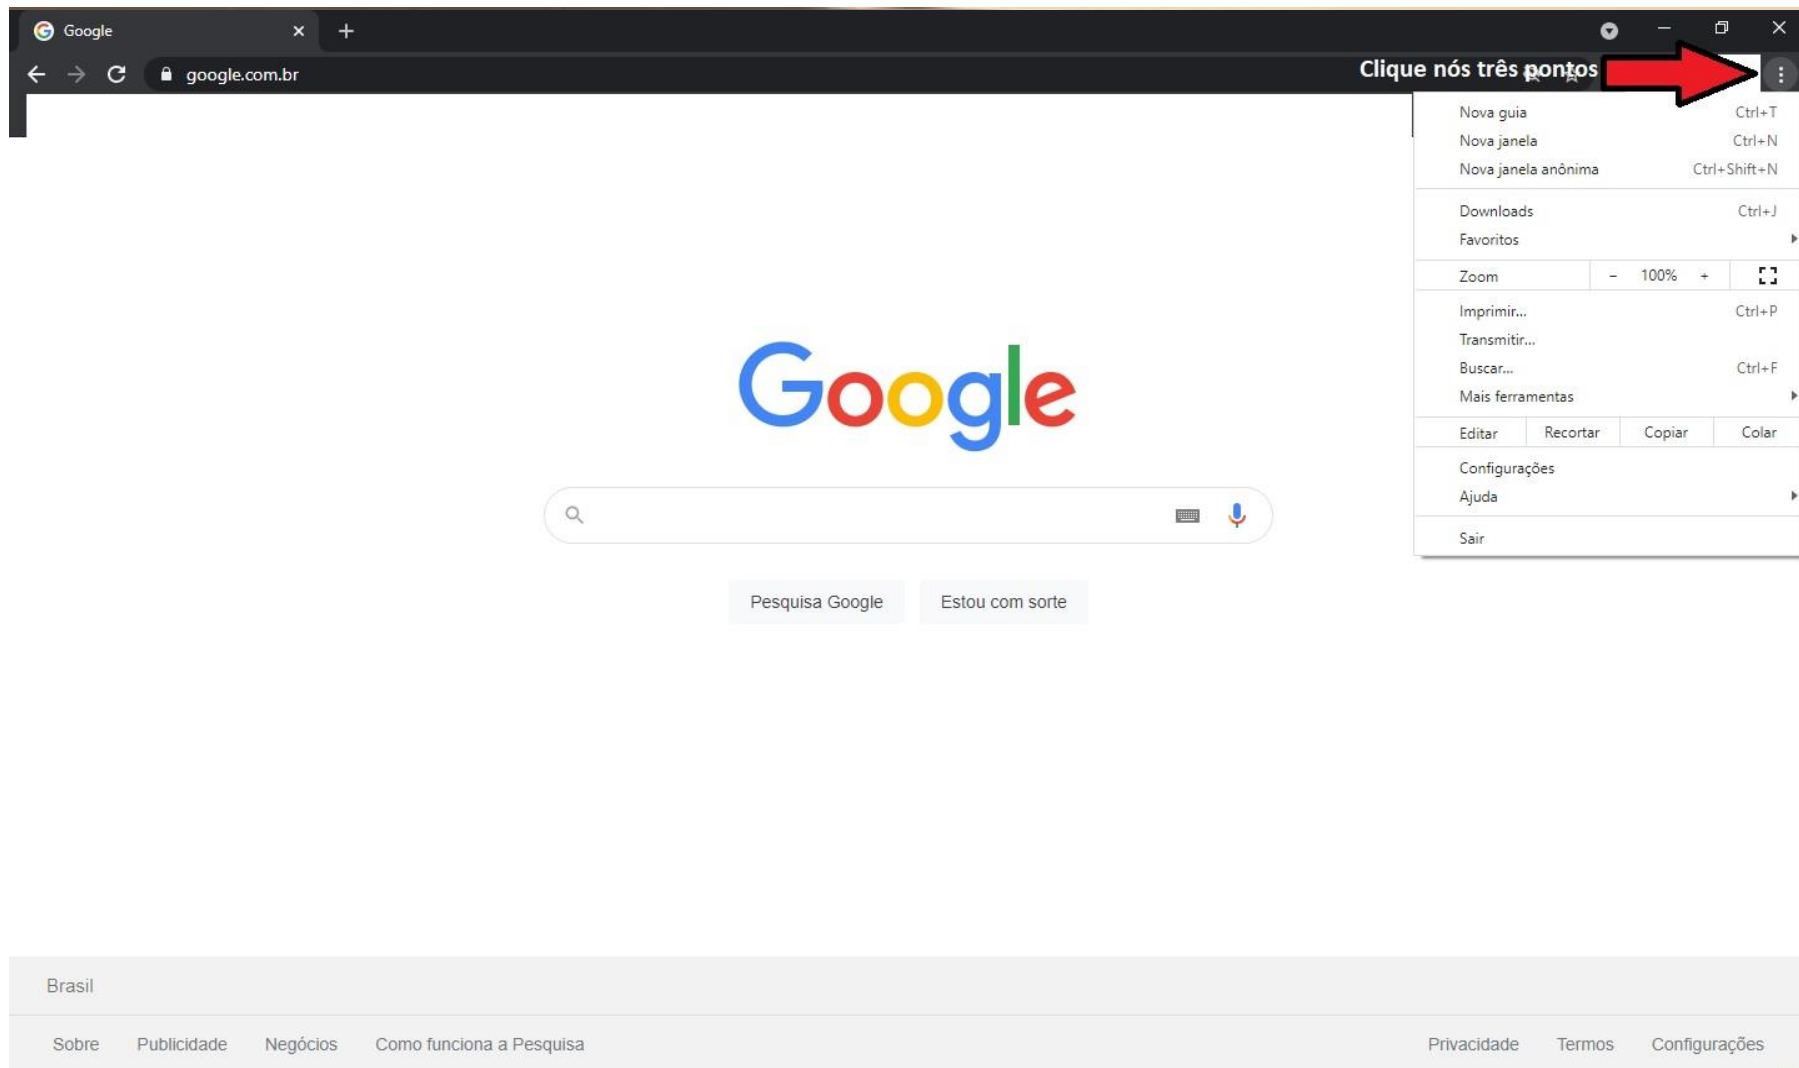 Google
google.com.br
Clique nós três pontos
Nova guia Ctrl+T
Nova janela Ctrl+N
Nova janela anônima Ctrl+Shift+N
Downloads Ctrl+J
Favoritos
Zoom - 100% +
Imprimir... Ctrl+P
Transmitir...
Buscar... Ctrl+F
Mais ferramentas
Editar Recortar Copiar Colar
Configurações
Ajuda
Sair
Google
Pesquisa Google Estou com sorte
Brasil
Sobre Publicidade Negócios Como funciona a Pesquisa Privacidade Termos Configurações